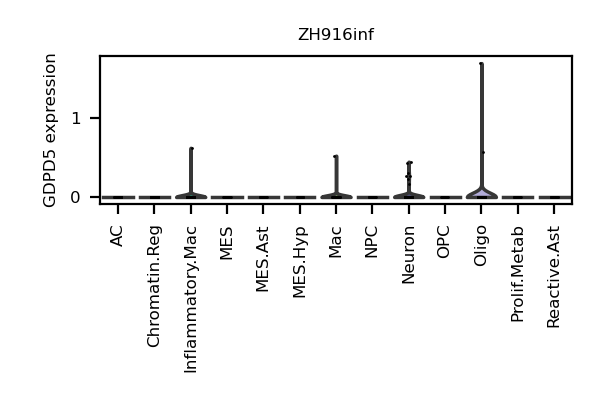 ZH916inf
GDPD5 expression
1
0
AC
Chromatin.Reg
Inflammatory.Mac
MES
MES.Ast
MES.Hyp
Mac
NPC
Neuron
OPC
Oligo
Prolif.Metab
Reactive.Ast